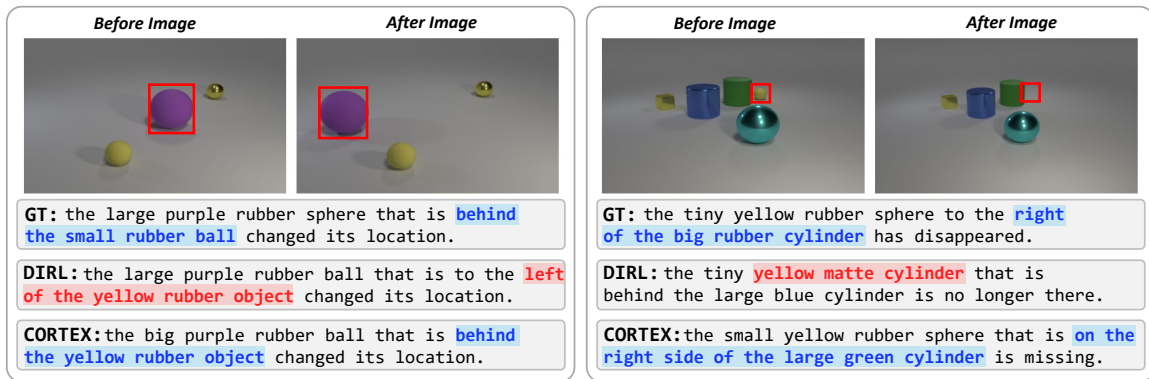 Before Image
After Image
GT: the large purple rubber sphere that is behind
the small rubber ball changed its location.
DIRL: the large purple rubber ball that is to the left
of the yellow rubber object changed its location.
CORTEX: the big purple rubber ball that is behind
the yellow rubber object changed its location.
Before Image
After Image
GT: the tiny yellow rubber sphere to the right
of the big rubber cylinder has disappeared.
DIRL: the tiny yellow matte cylinder that is
behind the large blue cylinder is no longer there.
CORTEX: the small yellow rubber sphere that is on the
right side of the large green cylinder is missing.